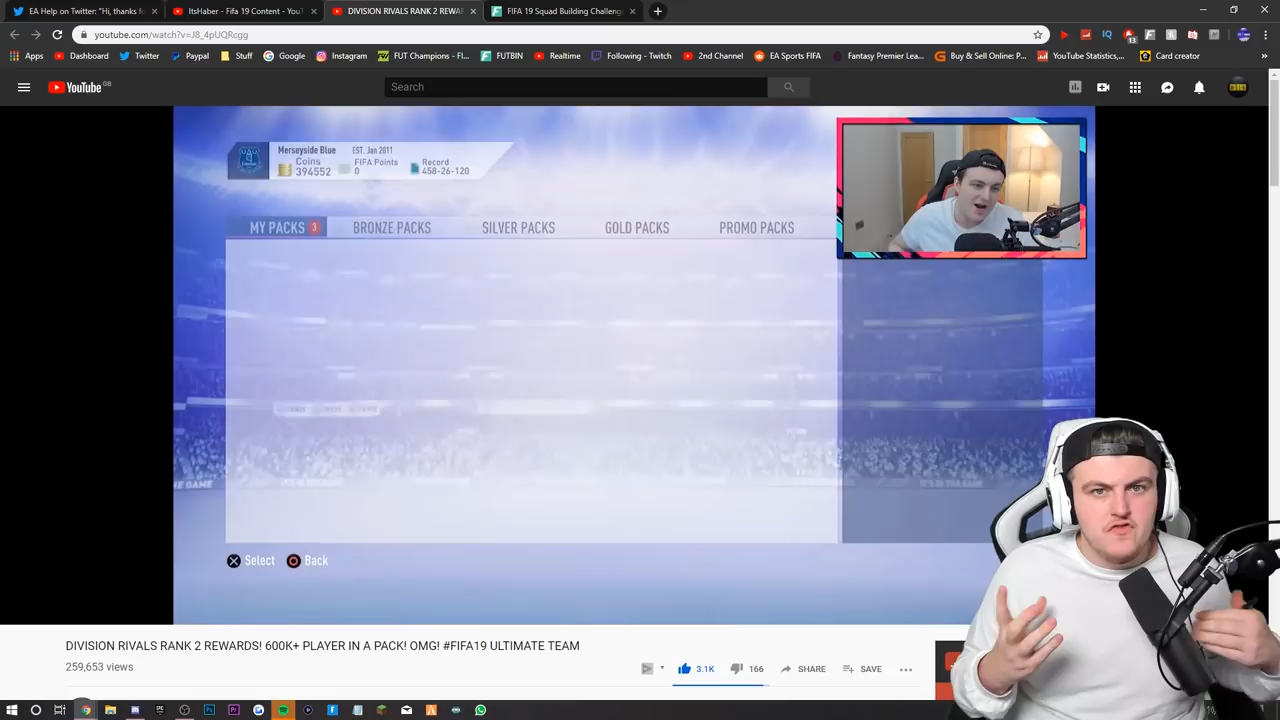 EA Help on Twitter: "Hi, thanks fo
ItsHaber - Fifa 19 Content - YouT
DIVISION RIVALS RANK 2 REWAR
FIFA 19 Squad Building Challeng
youtube.com/watch?v=J8_4pUQRcgg
13
Apps
Dashboard
Twitter
Paypal
Stuff
Google
Instagram
FUT Champions - Fl...
FUTBIN
Realtime
Following - Twitch
2nd Channel
EA Sports FIFA
Fantasy Premier Lea...
Buy & Sell Online: P...
YouTube Statistics,...
Card creator
YouTube GB
Search
Merseyside Blue EST. Jan 2011
Coins FIFA Points Record
394552 0 458-26-120
MY PACKS 3 BRONZE PACKS SILVER PACKS GOLD PACKS PROMO PACKS
Select Back
DIVISION RIVALS RANK 2 REWARDS! 600K+ PLAYER IN A PACK! OMG! #FIFA19 ULTIMATE TEAM
259,653 views
3.1K 166 SHARE SAVE